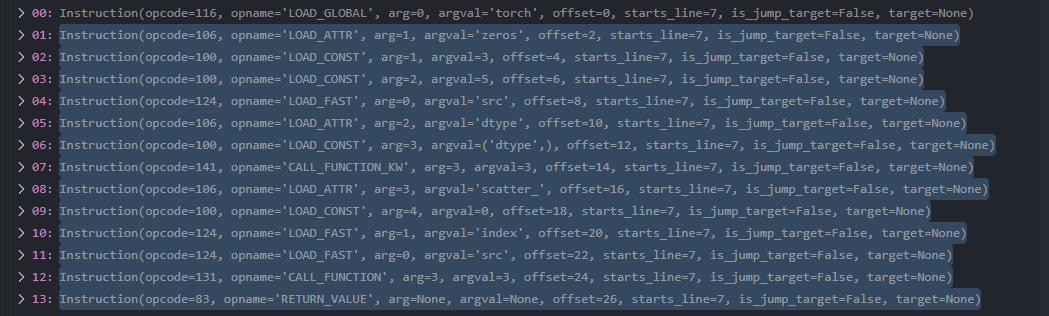 > 00: Instruction(opcode=116, opname='LOAD_GLOBAL', arg=0, argval='torch', offset=0, starts_line=7, is_jump_target=False, target=None)
> 01: Instruction(opcode=106, opname='LOAD_ATTR', arg=1, argval='zeros', offset=2, starts_line=7, is_jump_target=False, target=None)
> 02: Instruction(opcode=100, opname='LOAD_CONST', arg=1, argval=3, offset=4, starts_line=7, is_jump_target=False, target=None)
> 03: Instruction(opcode=100, opname='LOAD_CONST', arg=2, argval=5, offset=6, starts_line=7, is_jump_target=False, target=None)
> 04: Instruction(opcode=124, opname='LOAD_FAST', arg=0, argval='src', offset=8, starts_line=7, is_jump_target=False, target=None)
> 05: Instruction(opcode=106, opname='LOAD_ATTR', arg=2, argval='dtype', offset=10, starts_line=7, is_jump_target=False, target=None)
> 06: Instruction(opcode=100, opname='LOAD_CONST', arg=3, argval=('dtype',), offset=12, starts_line=7, is_jump_target=False, target=None)
> 07: Instruction(opcode=141, opname='CALL_FUNCTION_KW', arg=3, argval=3, offset=14, starts_line=7, is_jump_target=False, target=None)
> 08: Instruction(opcode=106, opname='LOAD_ATTR', arg=3, argval='scatter_', offset=16, starts_line=7, is_jump_target=False, target=None)
> 09: Instruction(opcode=100, opname='LOAD_CONST', arg=4, argval=0, offset=18, starts_line=7, is_jump_target=False, target=None)
> 10: Instruction(opcode=124, opname='LOAD_FAST', arg=1, argval='index', offset=20, starts_line=7, is_jump_target=False, target=None)
> 11: Instruction(opcode=124, opname='LOAD_FAST', arg=0, argval='src', offset=22, starts_line=7, is_jump_target=False, target=None)
> 12: Instruction(opcode=131, opname='CALL_FUNCTION', arg=3, argval=3, offset=24, starts_line=7, is_jump_target=False, target=None)
> 13: Instruction(opcode=83, opname='RETURN_VALUE', arg=None, argval=None, offset=26, starts_line=7, is_jump_target=False, target=None)